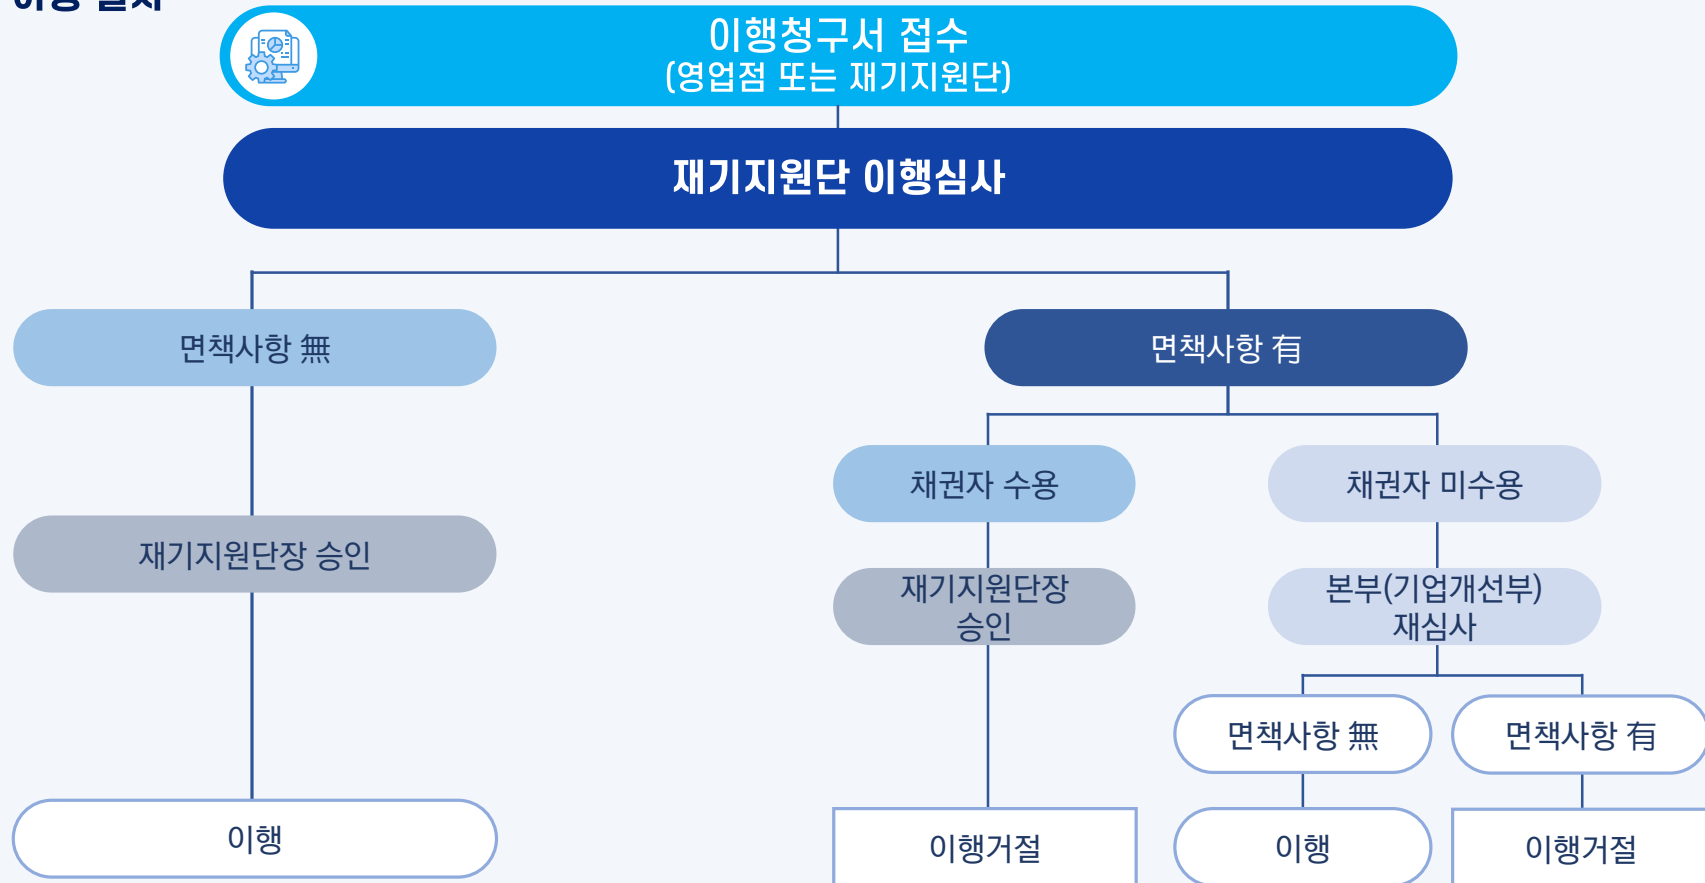 이행청구서 접수
(영업점 또는 재기지원단)
재기지원단 이행심사
면책사항 無
면책사항 有
채권자 수용
채권자 미수용
재기지원단장 승인
재기지원단장
승인
본부(기업개선부)
재심사
면책사항 無
면책사항 有
이행
이행거절
이행
이행거절